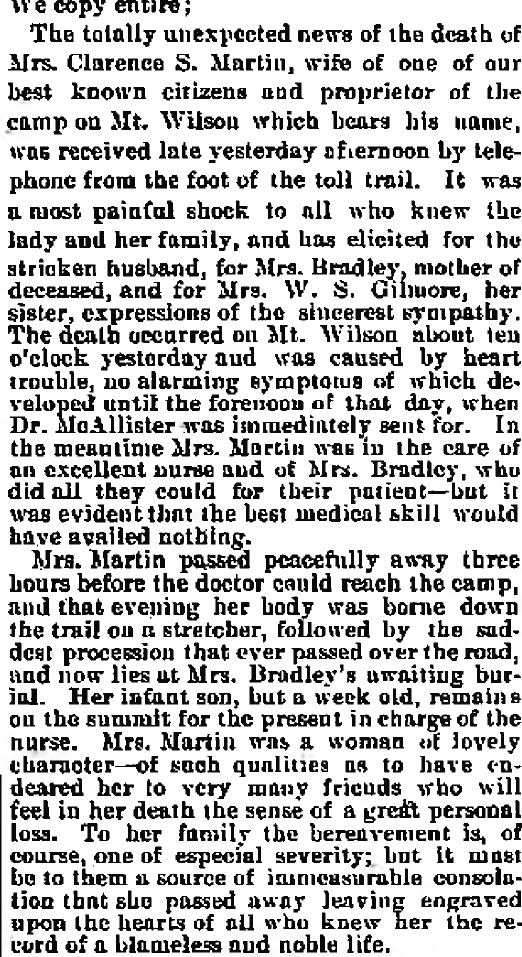 We copy entire;
The totally unexpected news of the death of
Mrs. Clarence S. Martin, wife of one of our
best known citizens and proprietor of the
camp on Mt. Wilson which bears his name,
was received late yesterday afternoon by tele-
phone from the foot of the toll trail. It was
a most painful shock to all who knew the
lady and her family, and has elicited for the
stricken husband, for Mrs. Bradley, mother of
deceased, and for Mrs. W. S. Gilmore, her
sister, expressions of the sincerest sympathy.
The death occurred on Mt. Wilson about ten
o'clock yesterday and was caused by heart
trouble, no alarming symptoms of which de-
veloped until the forenoon of that day, when
Dr. McAllister was immediately sent for. In
the meantime Mrs. Martin was in the care of
an excellent nurse and of Mrs. Bradley, who
did all they could for their patient—but it
was evident that the best medical skill would
have availed nothing.
Mrs. Martin passed peacefully away three
hours before the doctor could reach the camp,
and that evening her body was borne down
the trail on a stretcher, followed by the sad-
dest procession that ever passed over the road,
and now lies at Mrs. Bradley's awaiting bur-
ial. Her infant son, but a week old, remains
on the summit for the present in charge of the
nurse. Mrs. Martin was a woman of lovely
character—of such qualities as to have en-
deared her to very many friends who will
feel in her death the sense of a great personal
loss. To her family the bereavement is, of
course, one of especial severity; but it must
be to them a source of immeasurable consola-
tion that she passed away leaving engraved
upon the hearts of all who knew her the re-
cord of a blameless and noble life.